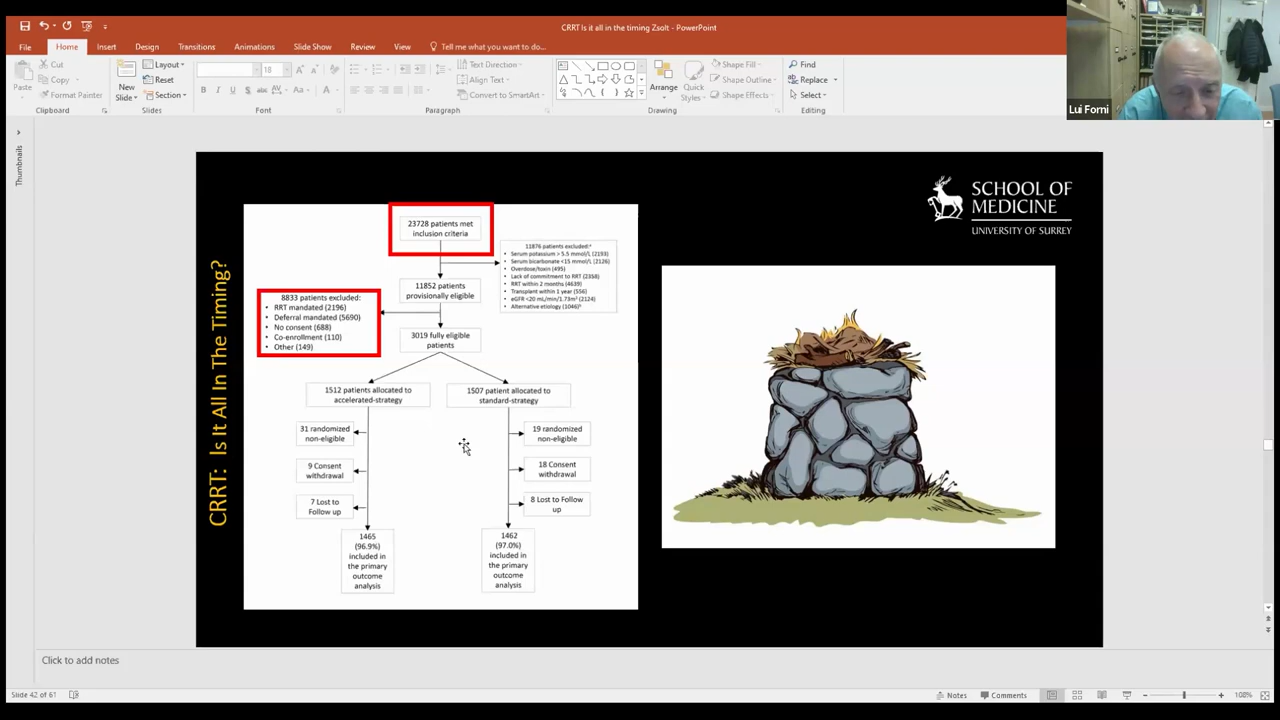 CRRT Is it all in the timing Zsolt - PowerPoint
File Home Insert Design Transitions Animations Slide Show Review View Tell me what you want to do...
Paste
Cut
Copy
Format Painter
Clipboard
New
Slide
Layout
Reset
Section
Slides
18
Font
Text Direction
Align Text
Convert to SmartArt
Paragraph
Arrange
Quick
Styles
Shape Fill
Shape Outline
Shape Effects
Drawing
Find
Replace
Select
Editing
Lui Forni
Thumbnails
CRRT: Is It All In The Timing?
SCHOOL OF
MEDICINE
UNIVERSITY OF SURREY
23728 patients met
inclusion criteria
11876 patients excluded:ᵃ
• Serum potassium > 5.5 mmol/L (2193)
• Serum bicarbonate <15 mmol/L (2126)
• Overdose/toxin (495)
• Lack of commitment to RRT (2358)
• RRT within 2 months (4639)
• Transplant within 1 year (556)
• eGFR <20 mL/min/1.73m² (2124)
• Alternative etiology (1046)ᵇ
11852 patients
provisionally eligible
8833 patients excluded:
• RRT mandated (2196)
• Deferral mandated (5690)
• No consent (688)
• Co-enrollment (110)
• Other (149)
3019 fully eligible
patients
1512 patients allocated to
accelerated-strategy
1507 patient allocated to
standard-strategy
31 randomized
non-eligible
19 randomized
non-eligible
9 Consent
withdrawal
18 Consent
withdrawal
7 Lost to
Follow up
8 Lost to Follow
up
1465
(96.9%)
included in
the primary
outcome
analysis
1462
(97.0%)
included in
the primary
outcome
analysis
Click to add notes
Slide 42 of 61
Notes
Comments
108%